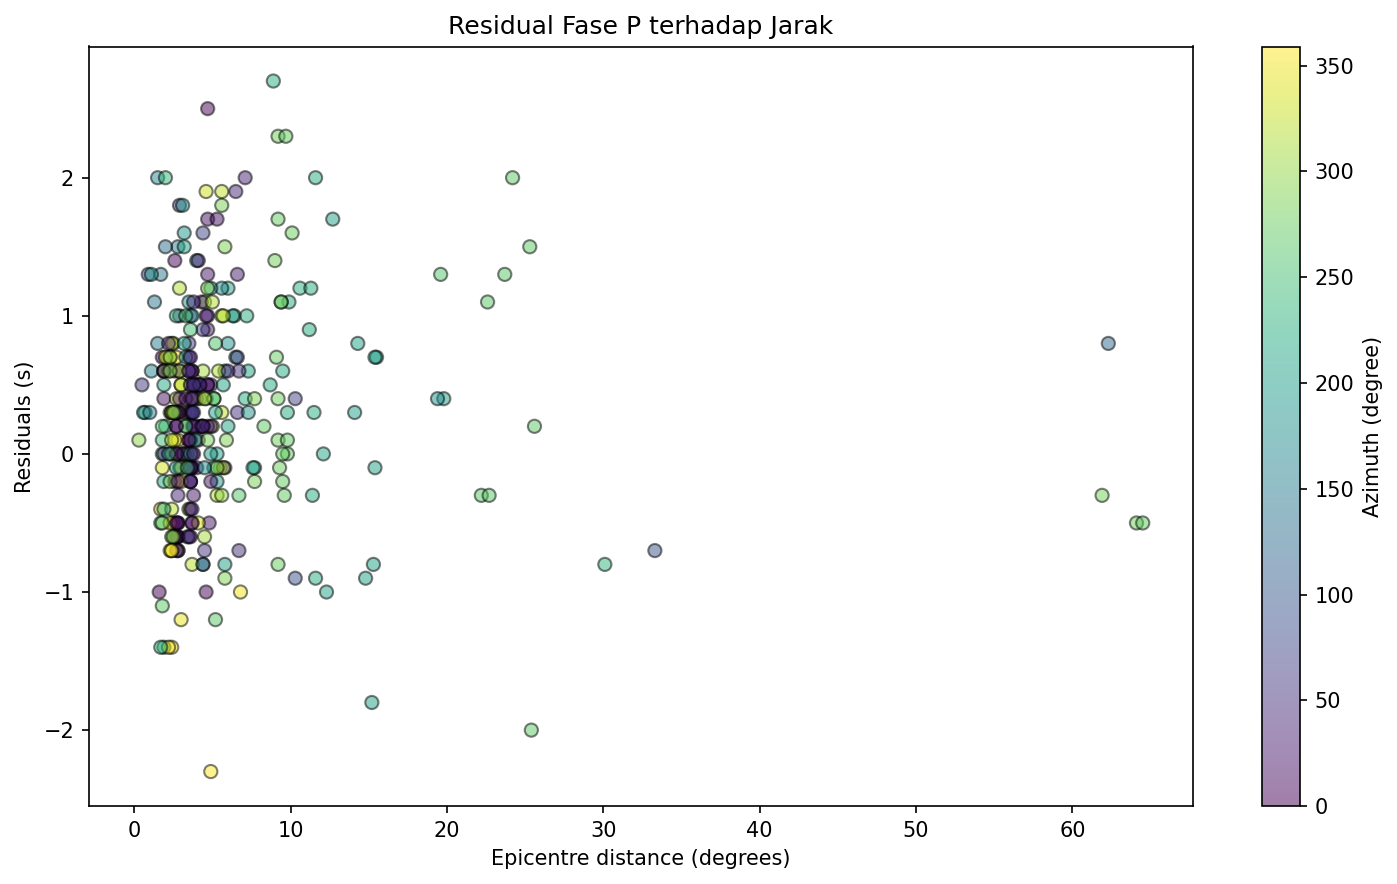 Residual Fase P terhadap Jarak
Residuals (s)
2
1
0
−1
−2
0 10 20 30 40 50 60
Epicentre distance (degrees)
350
300
250
200
150
100
50
0
Azimuth (degree)